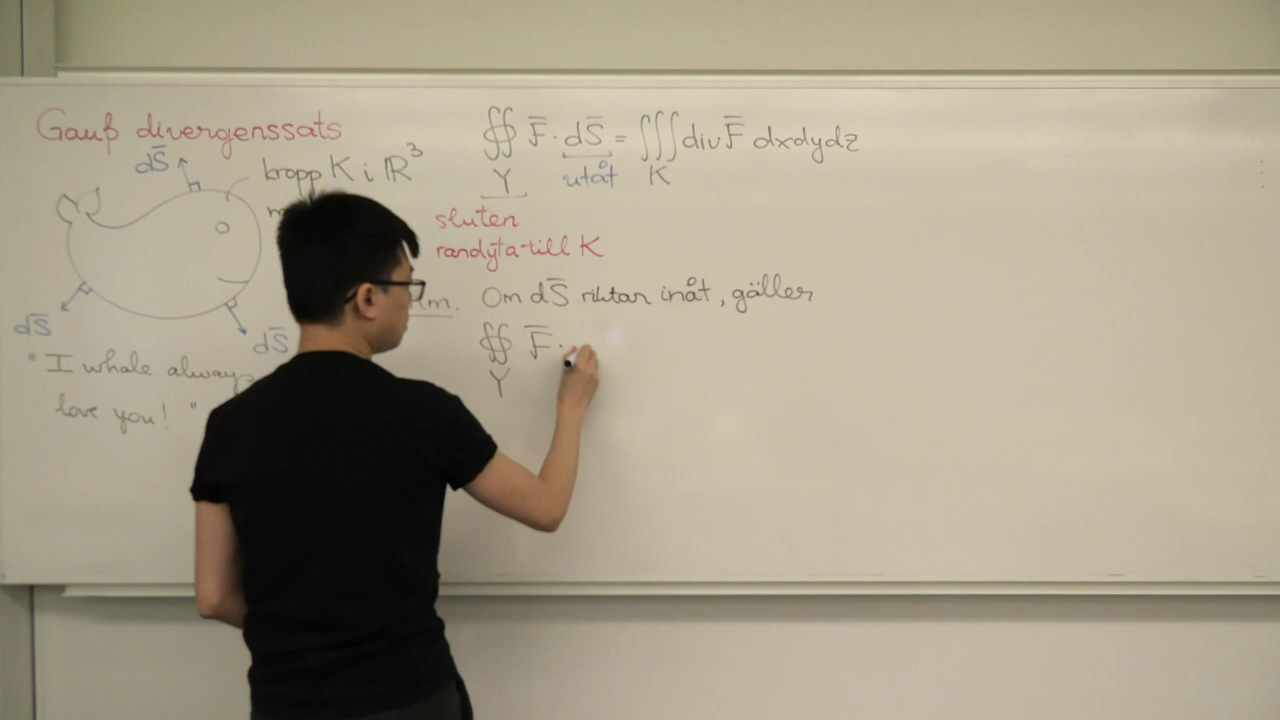 Gauß divergenssats
dS̄
kropp K i ℝ³
dS̄
dS̄
"I whale always
love you!"
∯ F̄ · dS̄ = ∭ div F̄ dxdydz
Y utåt K
sluten
randyta till K
Om dS̄ riktar inåt, gäller
∯ F̄ ·
Y